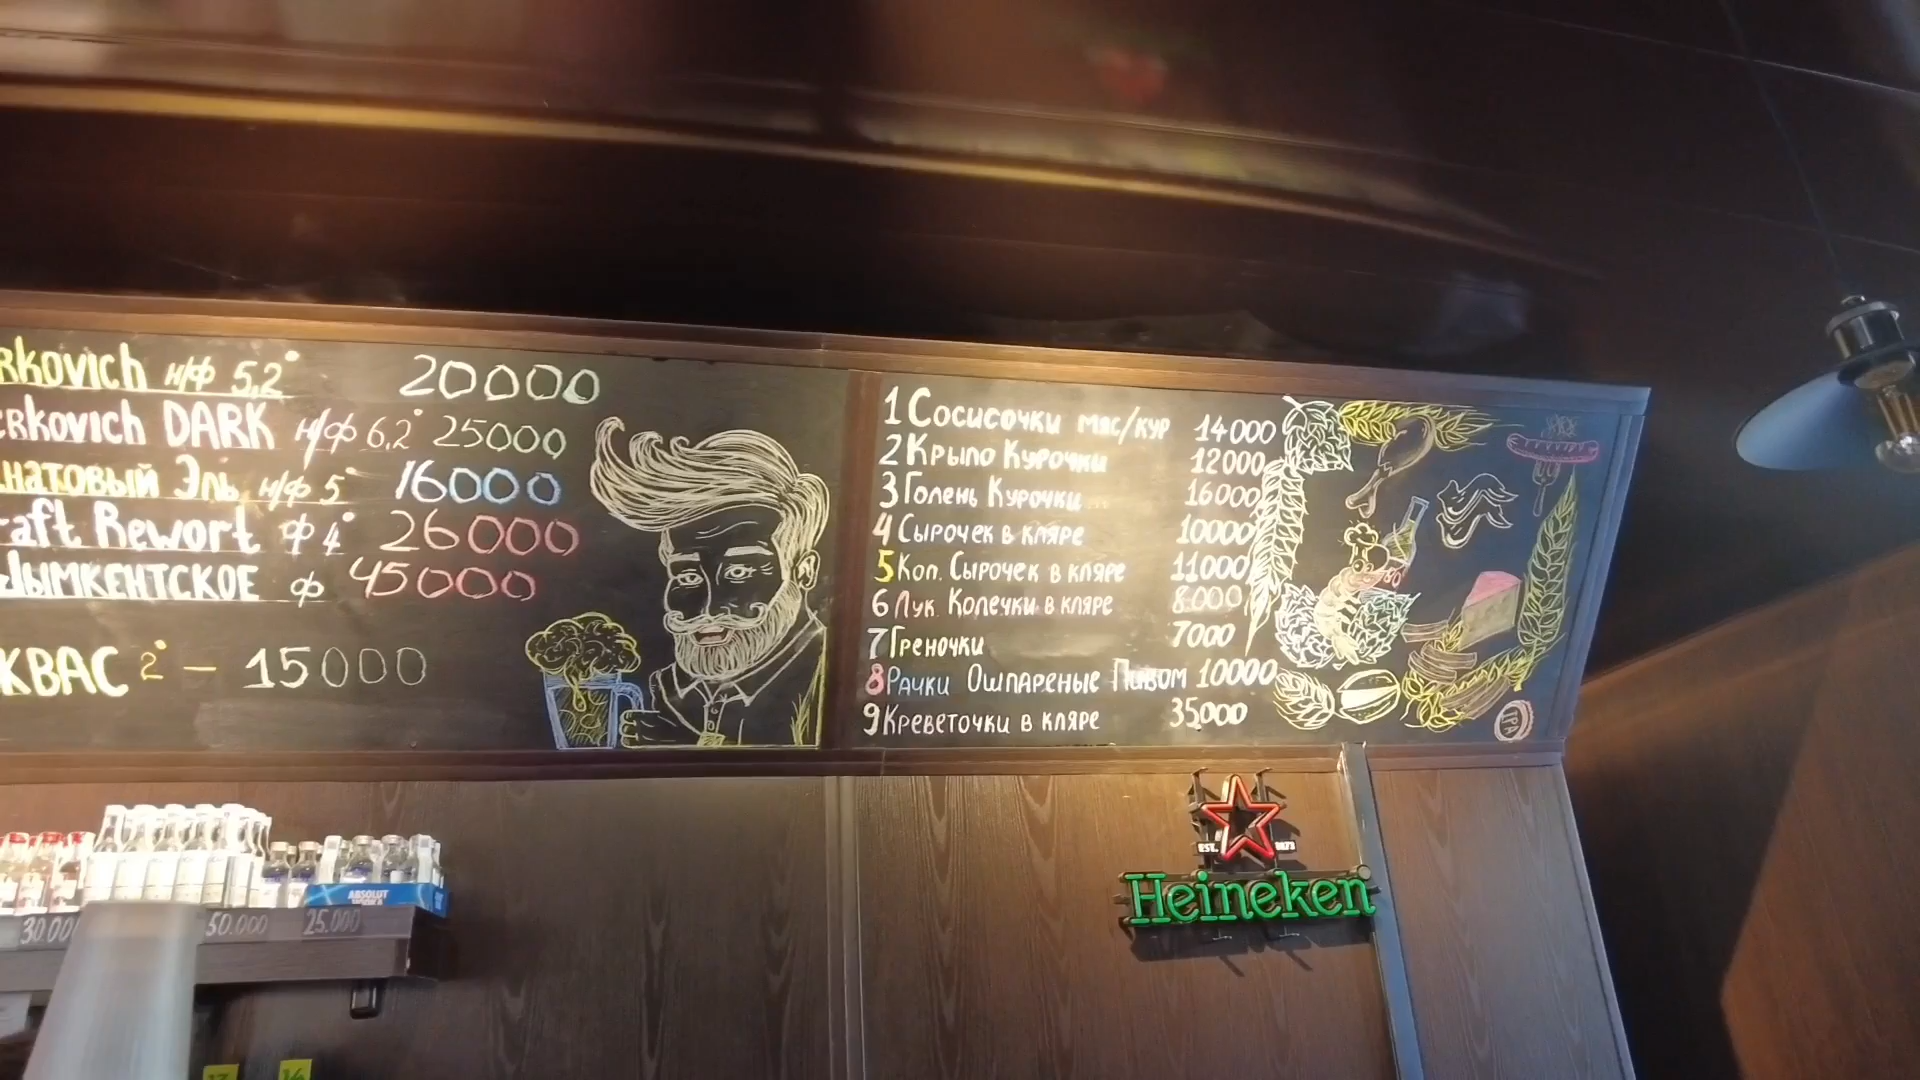 rkovich н/ф 5,2°     20000
erkovich DARK н/ф 6,2° 25000
натовый Эль н/ф 5° 16000
raft Rewort ф 4° 26000
ымкентское ф 45000
КВАС 2° – 15000
1 Сосисочки мяс/кур 14000
2 Крыло Курочки 12000
3 Голень Курочки 16000
4 Сырочек в кляре 10000
5 Коп. Сырочек в кляре 11000
6 Лук. Колечки в кляре 8000
7 Греночки 7000
8 Рачки Ошпареные Пивом 10000
9 Креветочки в кляре 35000
EST. 1873
Heineken
ABSOLUT
VODKA
30.000 50.000 25.000